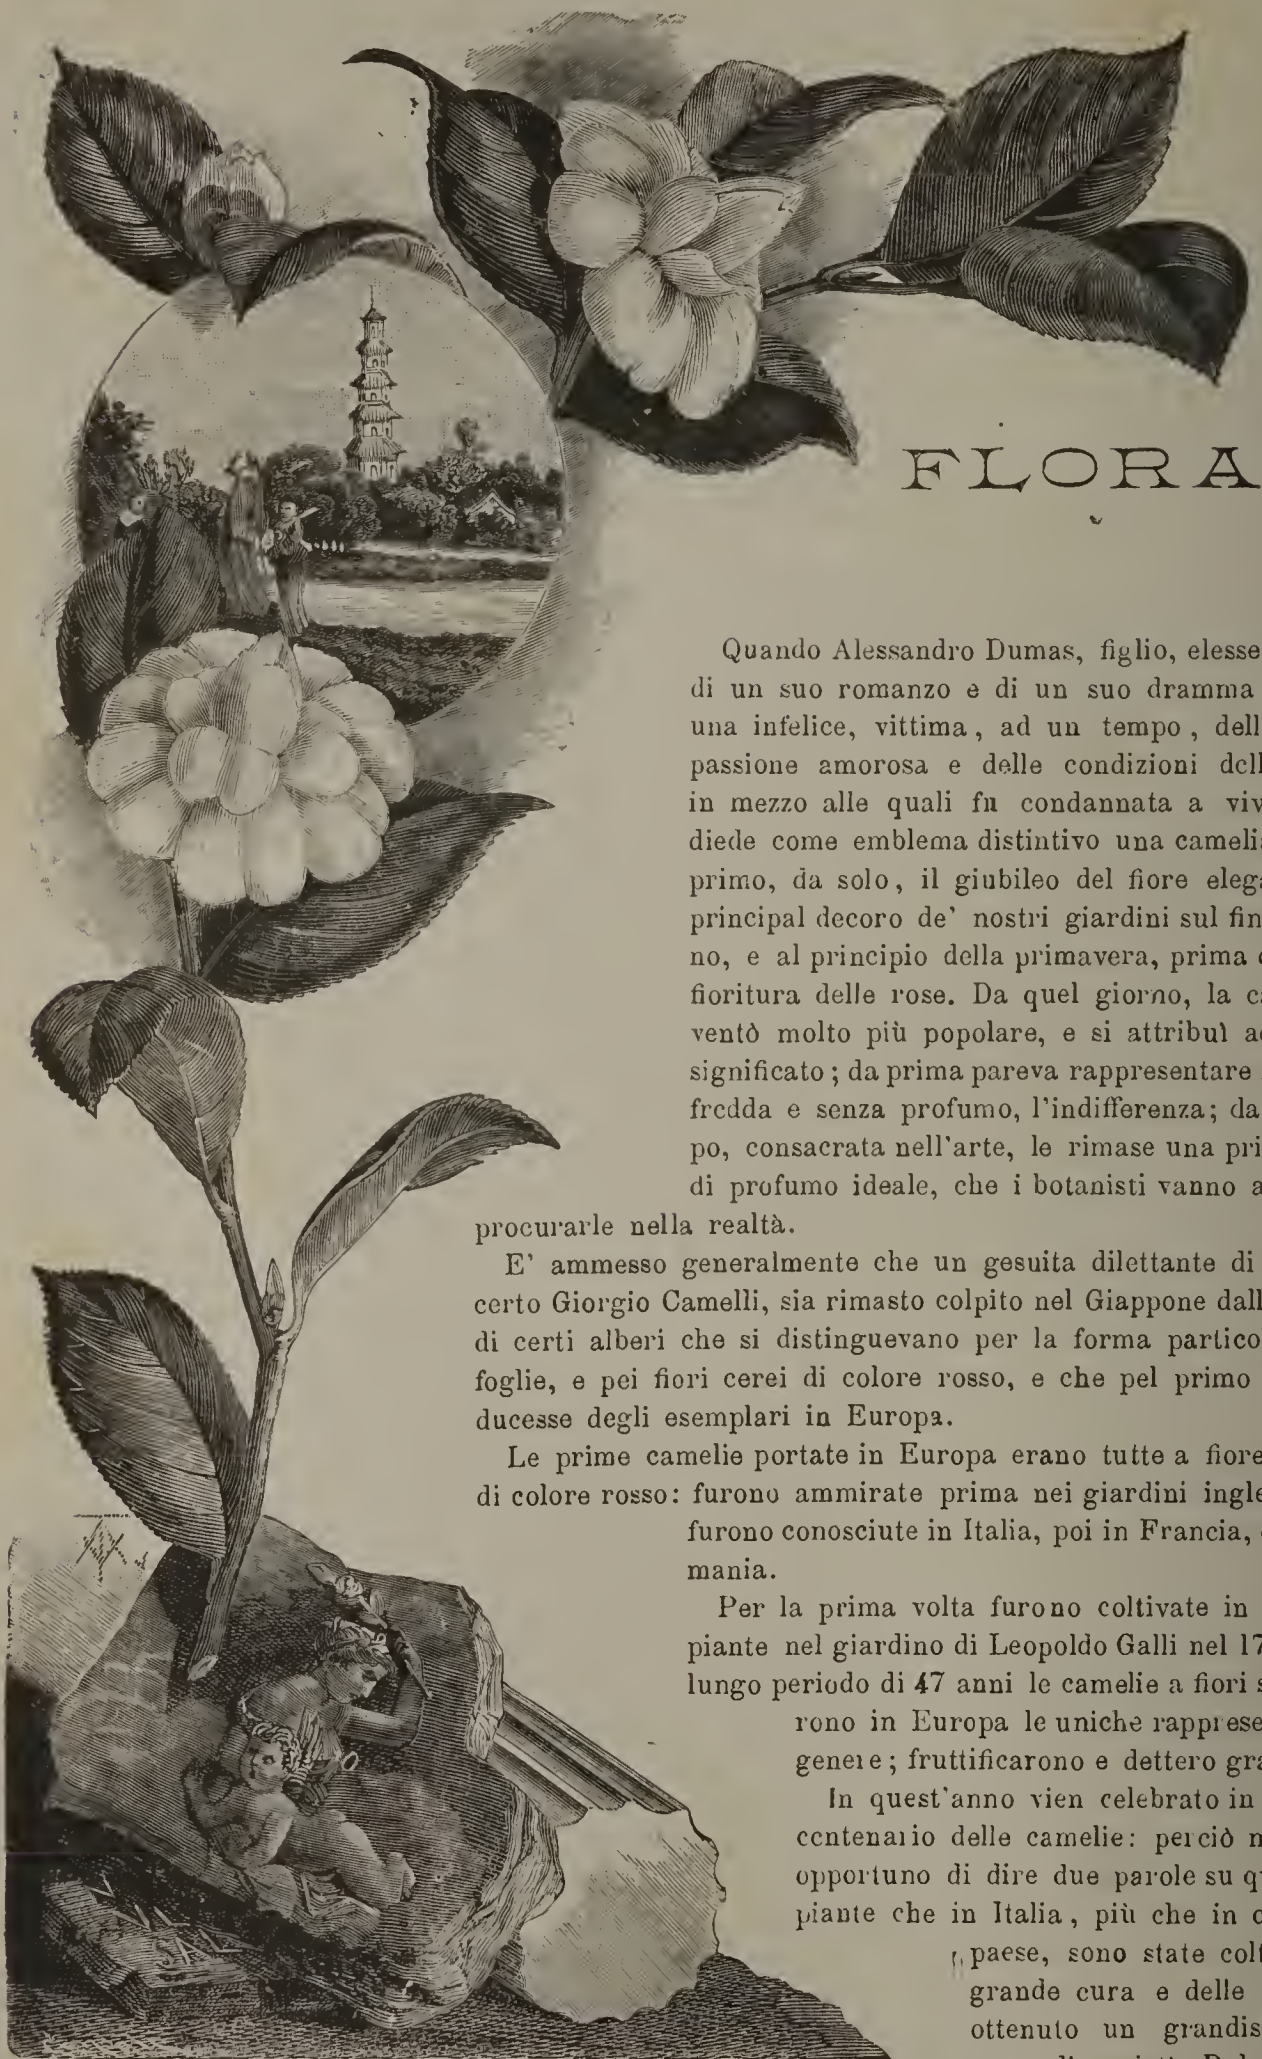 FLORA
Quando Alessandro Dumas, figlio, elesse
di un suo romanzo e di un suo dramma
una infelice, vittima, ad un tempo, dell
passione amorosa e delle condizioni dell
in mezzo alle quali fu condannata a viv
diede come emblema distintivo una camelia
primo, da solo, il giubileo del fiore elega
principal decoro de' nostri giardini sul fin
no, e al principio della primavera, prima
fioritura delle rose. Da quel giorno, la ca
ventò molto più popolare, e si attribuì
significato; da prima pareva rappresentare
fredda e senza profumo, l'indifferenza; da
po, consacrata nell'arte, le rimase una pri
di profumo ideale, che i botanisti vanno a
procurarle nella realtà.
E' ammesso generalmente che un gesuita dilettante di
certo Giorgio Camelli, sia rimasto colpito nel Giappone dall
di certi alberi che si distinguevano per la forma partico
foglie, e pei fiori cerei di colore rosso, e che pel primo
ducesse degli esemplari in Europa.
Le prime camelie portate in Europa erano tutte a fiore
di colore rosso: furono ammirate prima nei giardini ingle
furono conosciute in Italia, poi in Francia,
mania.
Per la prima volta furono coltivate in
piante nel giardino di Leopoldo Galli nel 17
lungo periodo di 47 anni le camelie a fiori s
rono in Europa le uniche rapprese
genere; fruttificarono e dettero gra
In quest'anno vien celebrato in
centenario delle camelie: perciò n
opportuno di dire due parole su q
piante che in Italia, più che in
paese, sono state colt
grande cura e delle
ottenuto un grandis